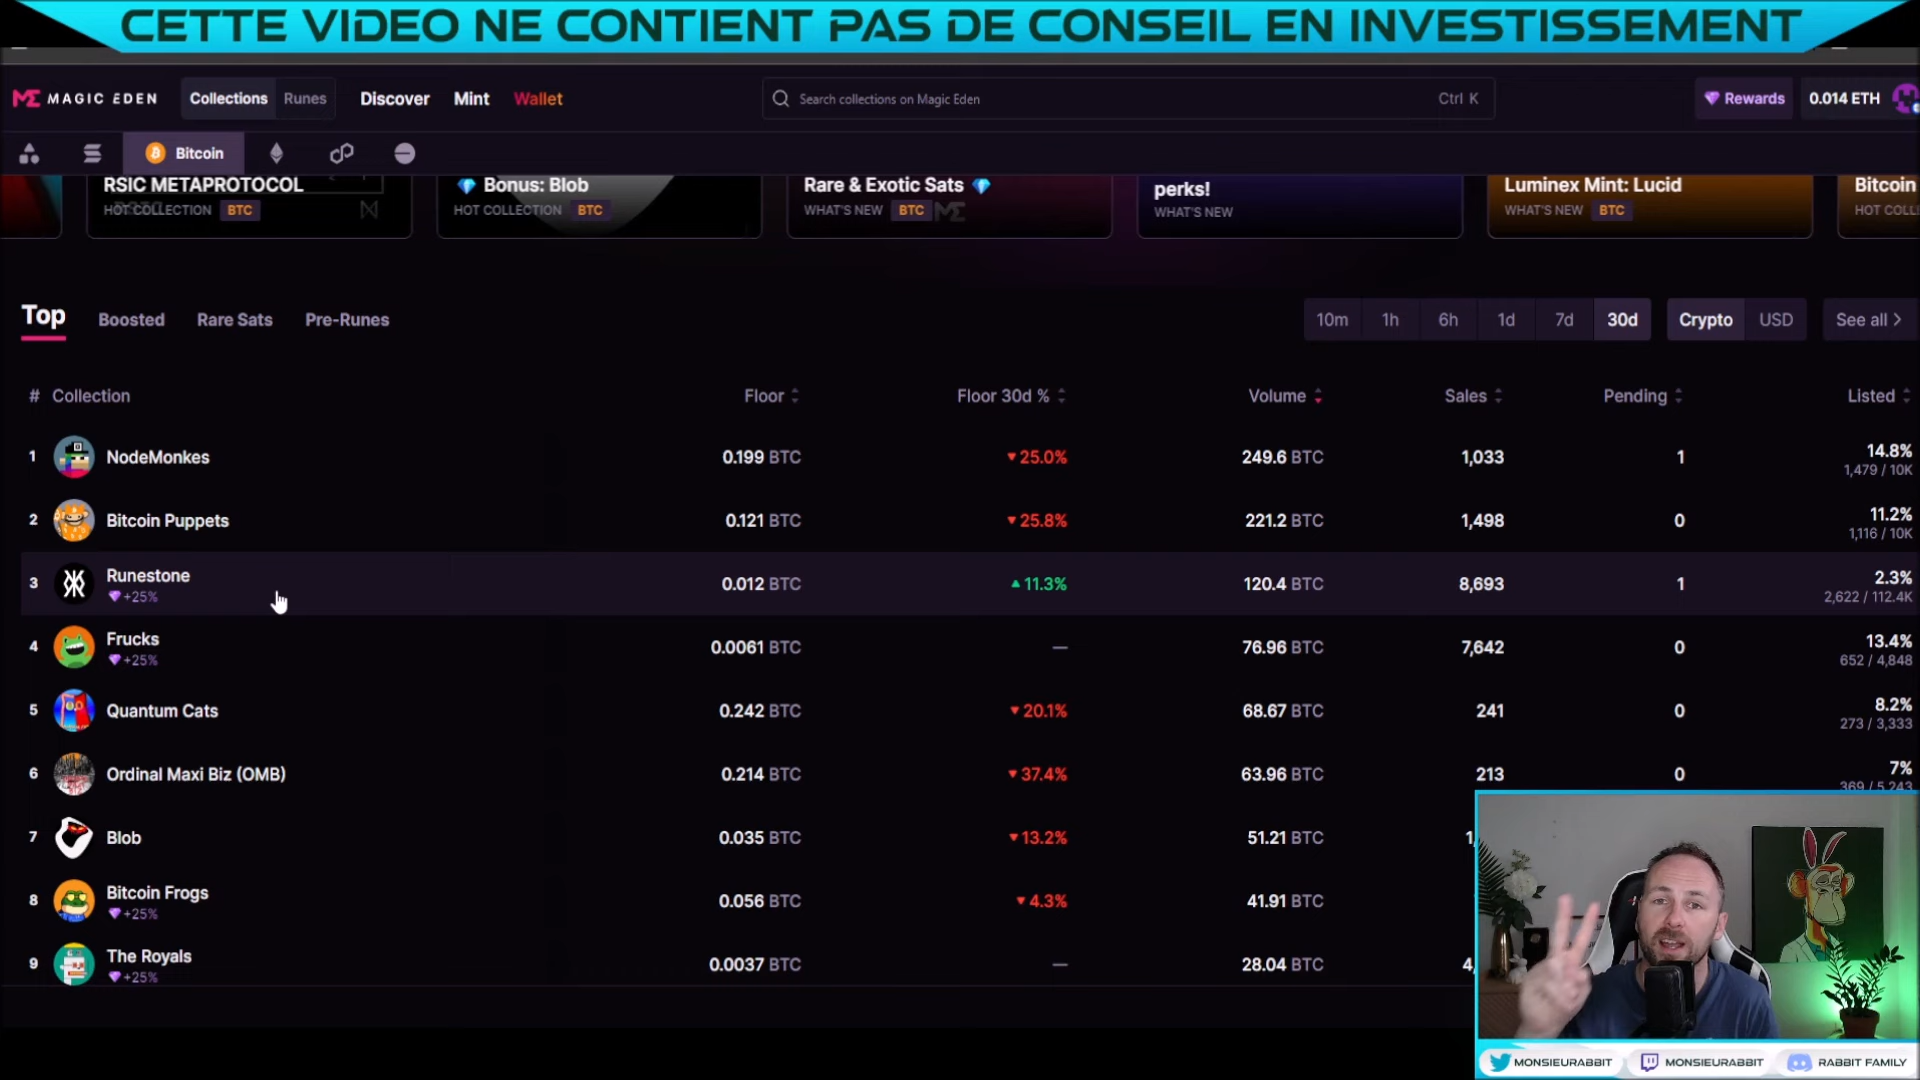 CETTE VIDEO NE CONTIENT PAS DE CONSEIL EN INVESTISSEMENT
MAGIC EDEN Collections Runes Discover Mint Wallet Search collections on Magic Eden Ctrl K Rewards 0.014 ETH
Bitcoin
RSIC METAPROTOCOL
HOT COLLECTION BTC
Bonus: Blob
HOT COLLECTION BTC
Rare & Exotic Sats
WHAT'S NEW BTC
perks!
WHAT'S NEW
Luminex Mint: Lucid
WHAT'S NEW BTC
Bitcoin
HOT COLL
Top Boosted Rare Sats Pre-Runes 10m 1h 6h 1d 7d 30d Crypto USD See all >
# Collection Floor Floor 30d % Volume Sales Pending Listed
1 NodeMonkes 0.199 BTC ▼25.0% 249.6 BTC 1,033 1 14.8%
1,479 / 10K
2 Bitcoin Puppets 0.121 BTC ▼25.8% 221.2 BTC 1,498 0 11.2%
1,116 / 10K
3 Runestone 0.012 BTC ▲11.3% 120.4 BTC 8,693 1 2.3%
+25% 2,622 / 112.4K
4 Frucks 0.0061 BTC — 76.96 BTC 7,642 0 13.4%
+25% 652 / 4,848
5 Quantum Cats 0.242 BTC ▼20.1% 68.67 BTC 241 0 8.2%
273 / 3,333
6 Ordinal Maxi Biz (OMB) 0.214 BTC ▼37.4% 63.96 BTC 213 0 7%
369 / 5,243
7 Blob 0.035 BTC ▼13.2% 51.21 BTC 1,
8 Bitcoin Frogs 0.056 BTC ▼4.3% 41.91 BTC
+25%
9 The Royals 0.0037 BTC — 28.04 BTC 4,
+25%
MONSIEURABBIT MONSIEURABBIT RABBIT FAMILY